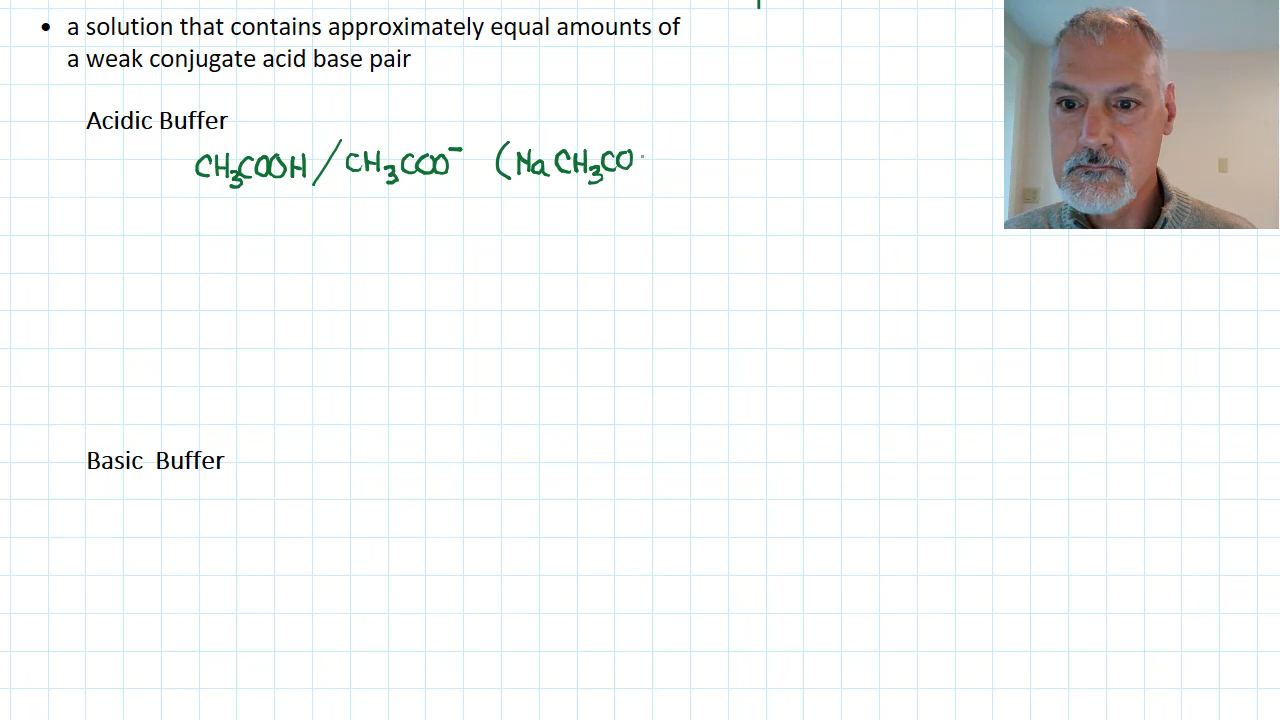 • a solution that contains approximately equal amounts of
a weak conjugate acid base pair
Acidic Buffer
CH₃COOH / CH₃COO⁻ (NaCH₃CO
Basic Buffer